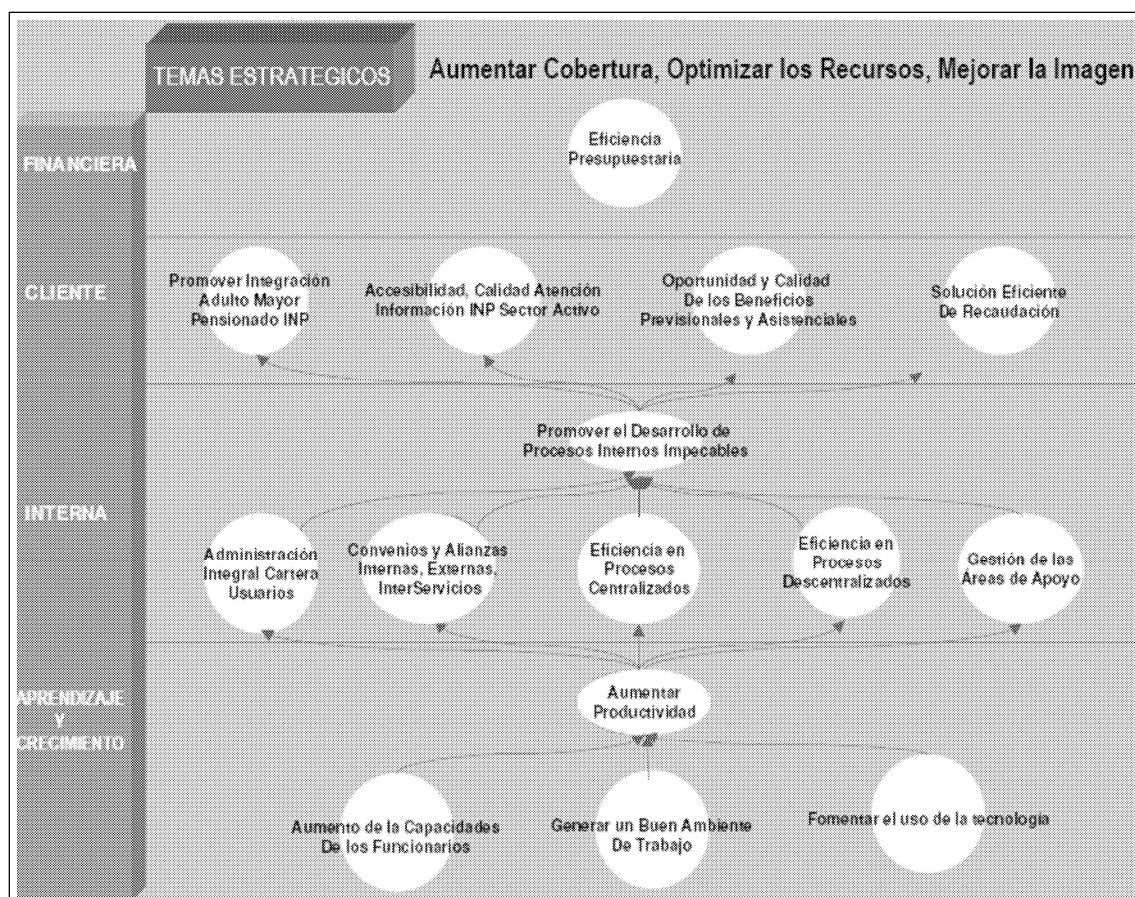 TEMAS ESTRATEGICOS
Aumentar Cobertura, Optimizar los Recursos, Mejorar la Imagen
FINANCIERA
Eficiencia
Presupuestaria
CLIENTE
Promover Integración
Adulto Mayor
Pensionado INP
Accesibilidad, Calidad Atención
Información INP Sector Activo
Oportunidad y Calidad
De los Beneficios
Previsionales y Asistenciales
Solución Eficiente
De Recaudación
Promover el Desarrollo de
Procesos Internos Impecables
INTERNA
Administración
Integral Cartera
Usuarios
Convenios y Alianzas
Internas, Externas,
InterServicios
Eficiencia en
Procesos
Centralizados
Eficiencia en
Procesos
Descentralizados
Gestión de las
Áreas de Apoyo
APRENDIZAJE
Y
CRECIMIENTO
Aumentar
Productividad
Aumento de la Capacidades
De los Funcionarios
Generar un Buen Ambiente
De Trabajo
Fomentar el uso de la tecnología